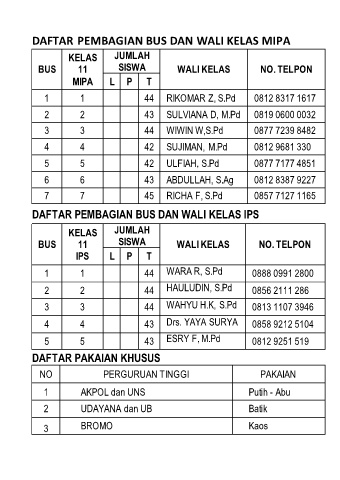 DAFTAR PEMBAGIAN BUS DAN WALI KELAS MIPA
BUS KELAS 11 MIPA JUMLAH SISWA L P T WALI KELAS NO. TELPON
1 1 44 RIKOMAR Z, S.Pd 0812 8317 1617
2 2 43 SULVIANA D, M.Pd 0819 0600 0032
3 3 44 WIWIN W,S.Pd 0877 7239 8482
4 4 42 SUJIMAN, M.Pd 0812 9681 330
5 5 42 ULFIAH, S.Pd 0877 7177 4851
6 6 43 ABDULLAH, S,Ag 0812 8387 9227
7 7 45 RICHA F, S.Pd 0857 7127 1165
DAFTAR PEMBAGIAN BUS DAN WALI KELAS IPS
BUS KELAS 11 IPS JUMLAH SISWA L P T WALI KELAS NO. TELPON
1 1 44 WARA R, S.Pd 0888 0991 2800
2 2 44 HAULUDIN, S.Pd 0856 2111 286
3 3 44 WAHYU H.K, S.Pd 0813 1107 3946
4 4 43 Drs. YAYA SURYA 0858 9212 5104
5 5 43 ESRY F, M.Pd 0812 9251 519
DAFTAR PAKAIAN KHUSUS
NO PERGURUAN TINGGI PAKAIAN
1 AKPOL dan UNS Putih - Abu
2 UDAYANA dan UB Batik
3 BROMO Kaos